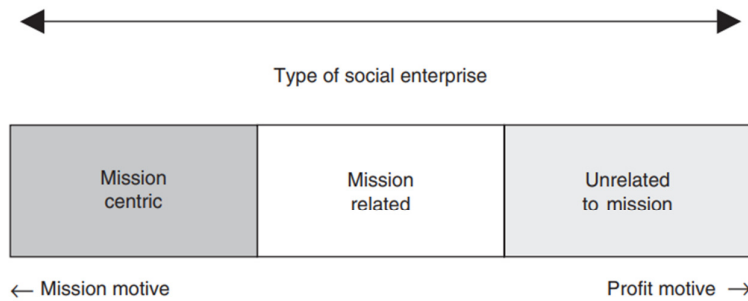 Type of social enterprise
Mission
centric
Mission
related
Unrelated
to mission
← Mission motive
Profit motive →